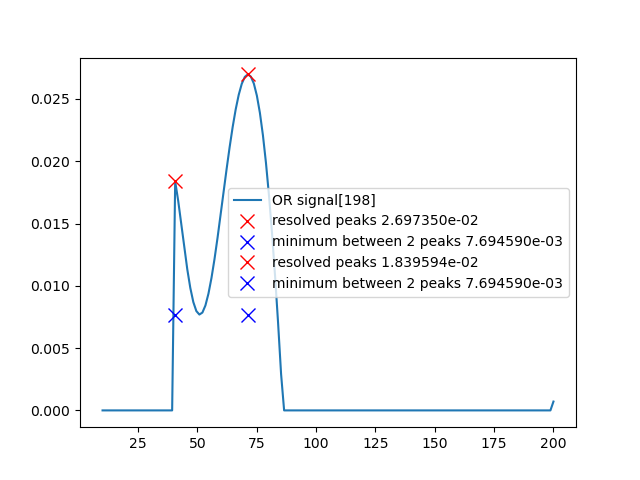 0.025
0.020
0.015
0.010
0.005
0.000
OR signal[198]
resolved peaks 2.697350e-02
minimum between 2 peaks 7.694590e-03
resolved peaks 1.839594e-02
minimum between 2 peaks 7.694590e-03
25 50 75 100 125 150 175 200